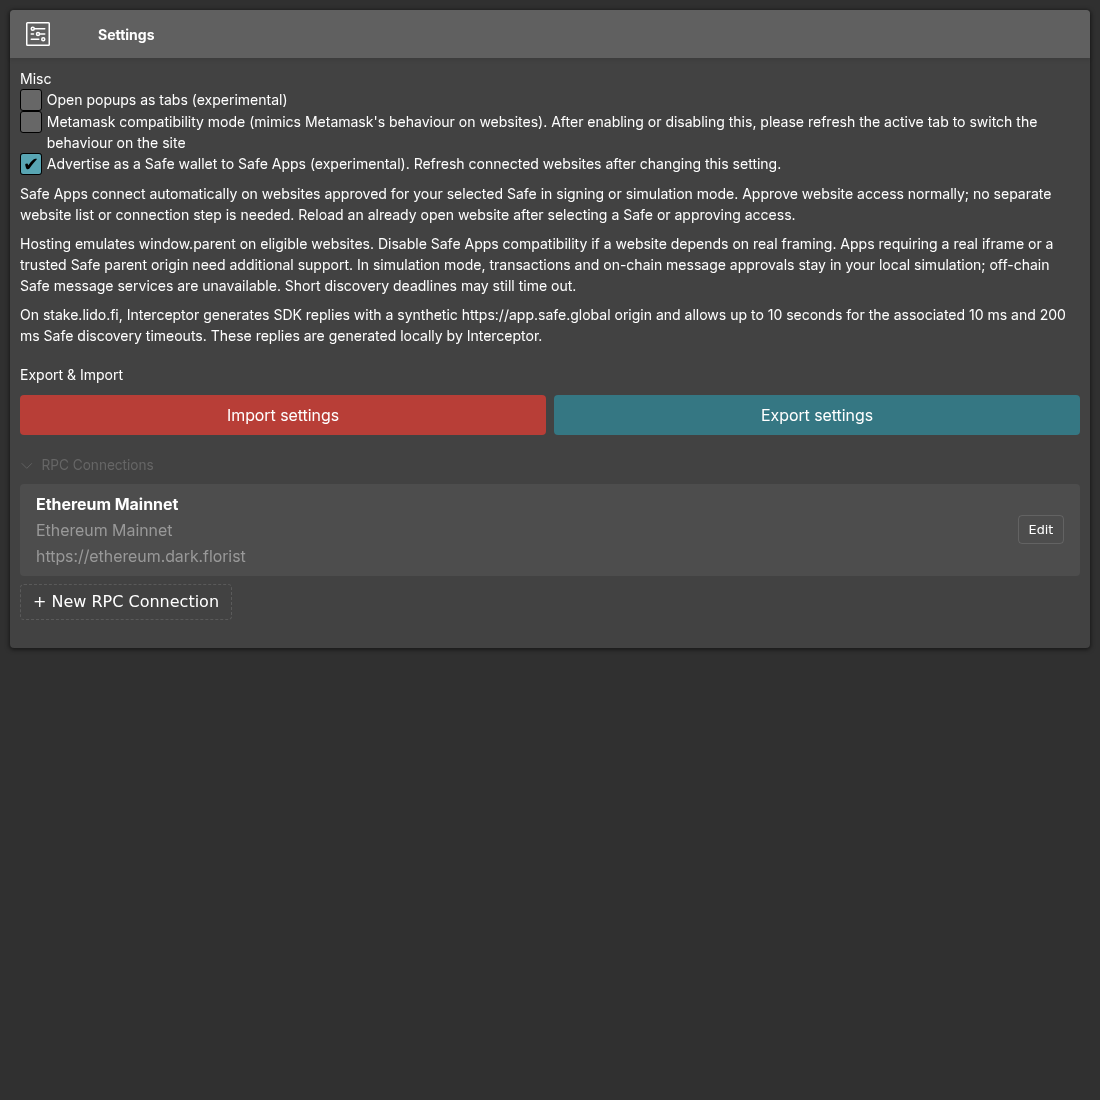 Settings
Misc
Open popups as tabs (experimental)
Metamask compatibility mode (mimics Metamask's behaviour on websites). After enabling or disabling this, please refresh the active tab to switch the
behaviour on the site
Advertise as a Safe wallet to Safe Apps (experimental). Refresh connected websites after changing this setting.
Safe Apps connect automatically on websites approved for your selected Safe in signing or simulation mode. Approve website access normally; no separate
website list or connection step is needed. Reload an already open website after selecting a Safe or approving access.
Hosting emulates window.parent on eligible websites. Disable Safe Apps compatibility if a website depends on real framing. Apps requiring a real iframe or a
trusted Safe parent origin need additional support. In simulation mode, transactions and on-chain message approvals stay in your local simulation; off-chain
Safe message services are unavailable. Short discovery deadlines may still time out.
On stake.lido.fi, Interceptor generates SDK replies with a synthetic https://app.safe.global origin and allows up to 10 seconds for the associated 10 ms and 200
ms Safe discovery timeouts. These replies are generated locally by Interceptor.
Export & Import
Import settings
Export settings
RPC Connections
Ethereum Mainnet
Ethereum Mainnet
https://ethereum.dark.florist
Edit
+ New RPC Connection